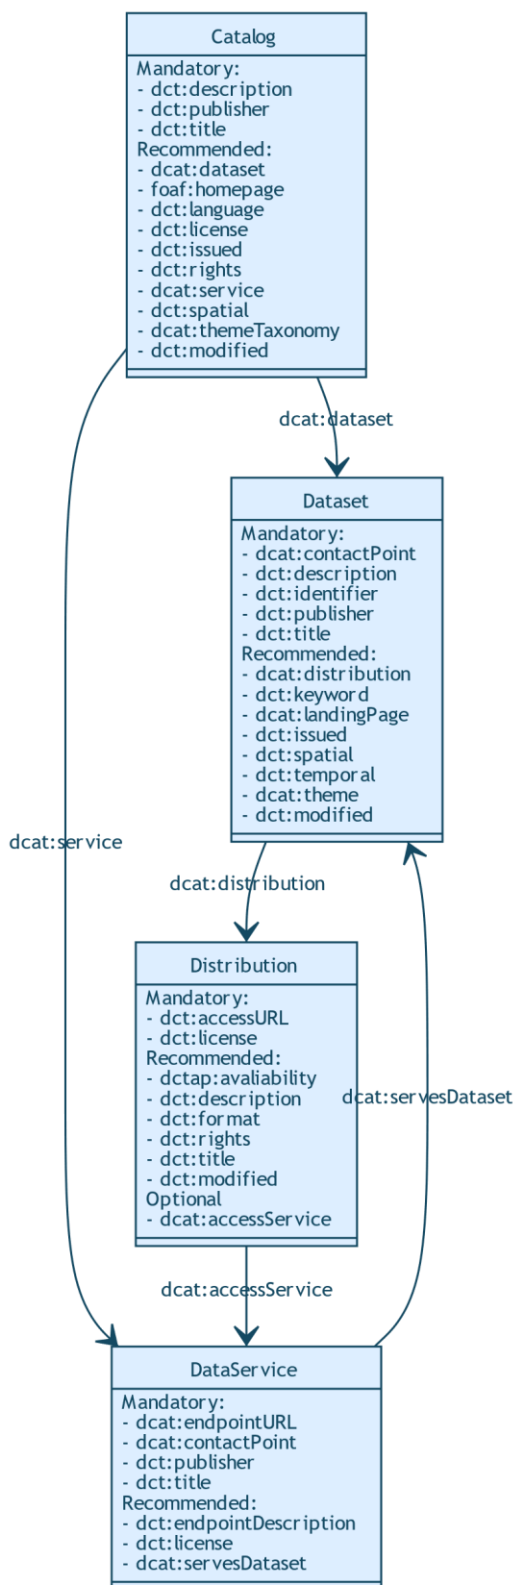 Catalog
Mandatory:
- dct:description
- dct:publisher
- dct:title
Recommended:
- dcat:dataset
- foaf:homepage
- dct:language
- dct:license
- dct:issued
- dct:rights
- dcat:service
- dct:spatial
- dcat:themeTaxonomy
- dct:modified
dcat:dataset
Dataset
Mandatory:
- dcat:contactPoint
- dct:description
- dct:identifier
- dct:publisher
- dct:title
Recommended:
- dcat:distribution
- dct:keyword
- dcat:landingPage
- dct:issued
- dct:spatial
- dct:temporal
- dcat:theme
- dct:modified
dcat:service
dcat:distribution
Distribution
Mandatory:
- dct:accessURL
- dct:license
Recommended:
- dctap:avaliability
- dct:description
- dct:format
- dct:rights
- dct:title
- dct:modified
Optional
- dcat:accessService
dcat:servesDataset
dcat:accessService
DataService
Mandatory:
- dcat:endpointURL
- dcat:contactPoint
- dct:publisher
- dct:title
Recommended:
- dct:endpointDescription
- dct:license
- dcat:servesDataset